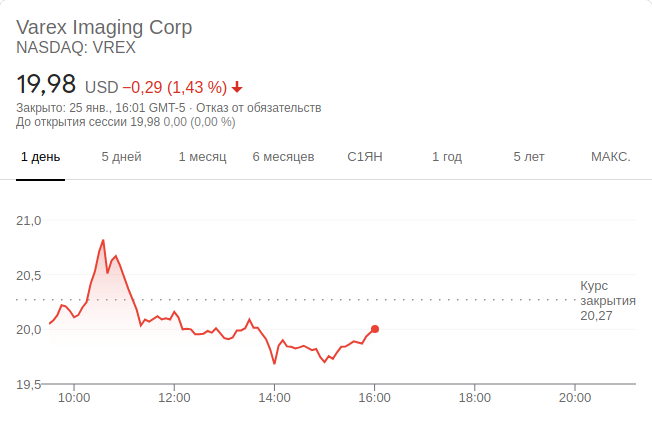 Varex Imaging Corp
NASDAQ: VREX
19,98 USD −0,29 (1,43 %)
Закрыто: 25 янв., 16:01 GMT-5 · Отказ от обязательств
До открытия сессии 19,98 0,00 (0,00 %)
1 день 5 дней 1 месяц 6 месяцев С1ЯН 1 год 5 лет МАКС.
21,0
20,5
Курс
закрытия
20,27
20,0
19,5
10:00 12:00 14:00 16:00 18:00 20:00